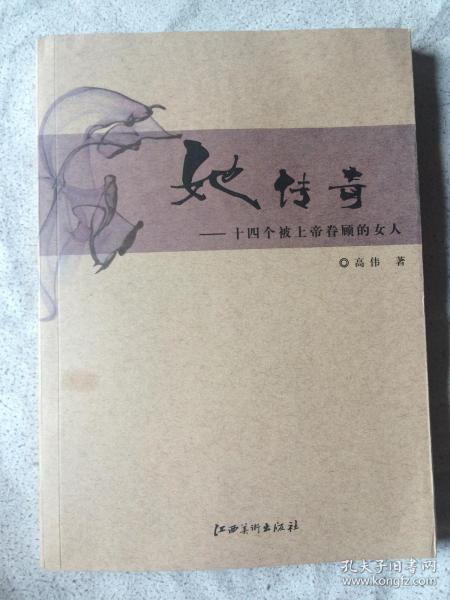 她传奇
——十四个被上帝眷顾的女人
◎高伟 著
江西美術出版社
孔夫子旧书网
www.kongfz.com